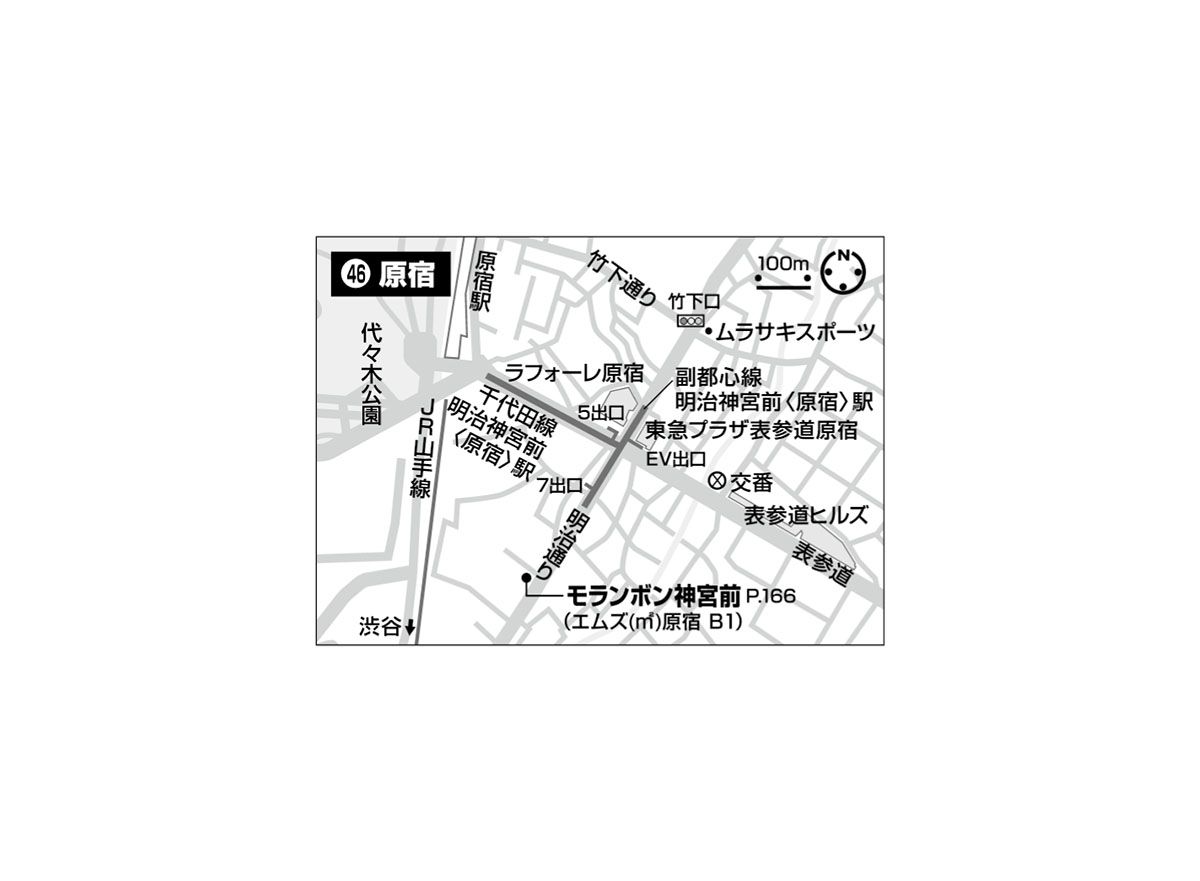 46 原宿
原宿駅
竹下通り
100m
N
竹下口
ムラサキスポーツ
代々木公園
ラフォーレ原宿
副都心線
明治神宮前〈原宿〉駅
千代田線
明治神宮前
〈原宿〉駅
5出口
東急プラザ表参道原宿
JR山手線
EV出口
7出口
交番
表参道ヒルズ
明治通り
表参道
モランボン神宮前 P.166
(エムズ(㎡)原宿 B1)
渋谷